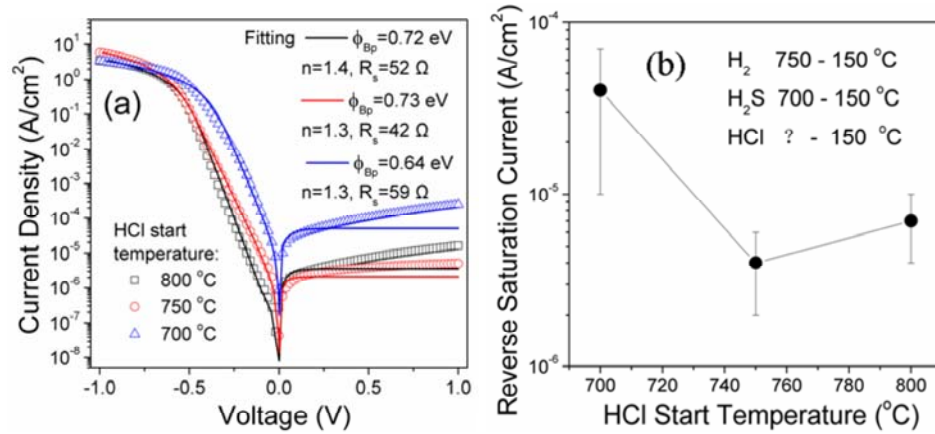 (a)
Fitting
ϕBp=0.72 eV
n=1.4, Rs=52 Ω
ϕBp=0.73 eV
n=1.3, Rs=42 Ω
ϕBp=0.64 eV
n=1.3, Rs=59 Ω
HCl start
temperature:
800 °C
750 °C
700 °C
Current Density (A/cm²)
10¹
10⁰
10⁻¹
10⁻²
10⁻³
10⁻⁴
10⁻⁵
10⁻⁶
10⁻⁷
10⁻⁸
-1.0
-0.5
0.0
0.5
1.0
Voltage (V)
(b)
H₂ 750 - 150 °C
H₂S 700 - 150 °C
HCl ? - 150 °C
Reverse Saturation Current (A/cm²)
10⁻⁴
10⁻⁵
10⁻⁶
700
720
740
760
780
800
HCl Start Temperature (°C)